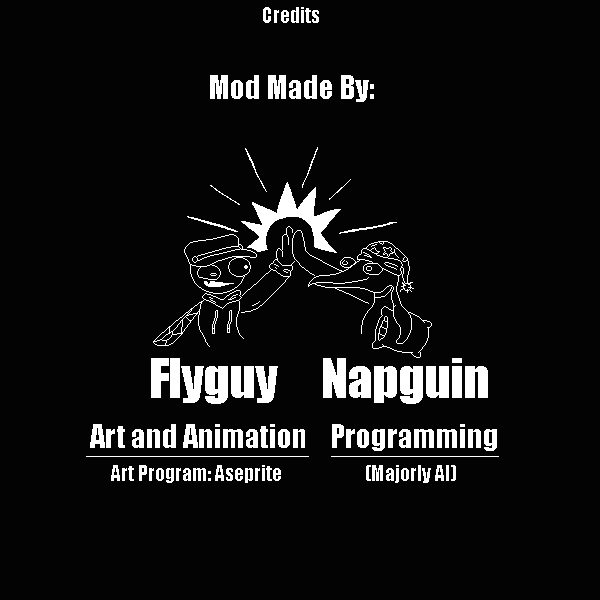 Credits
Mod Made By:
Flyguy Napguin
Art and Animation Programming
Art Program: Aseprite (Majorly AI)